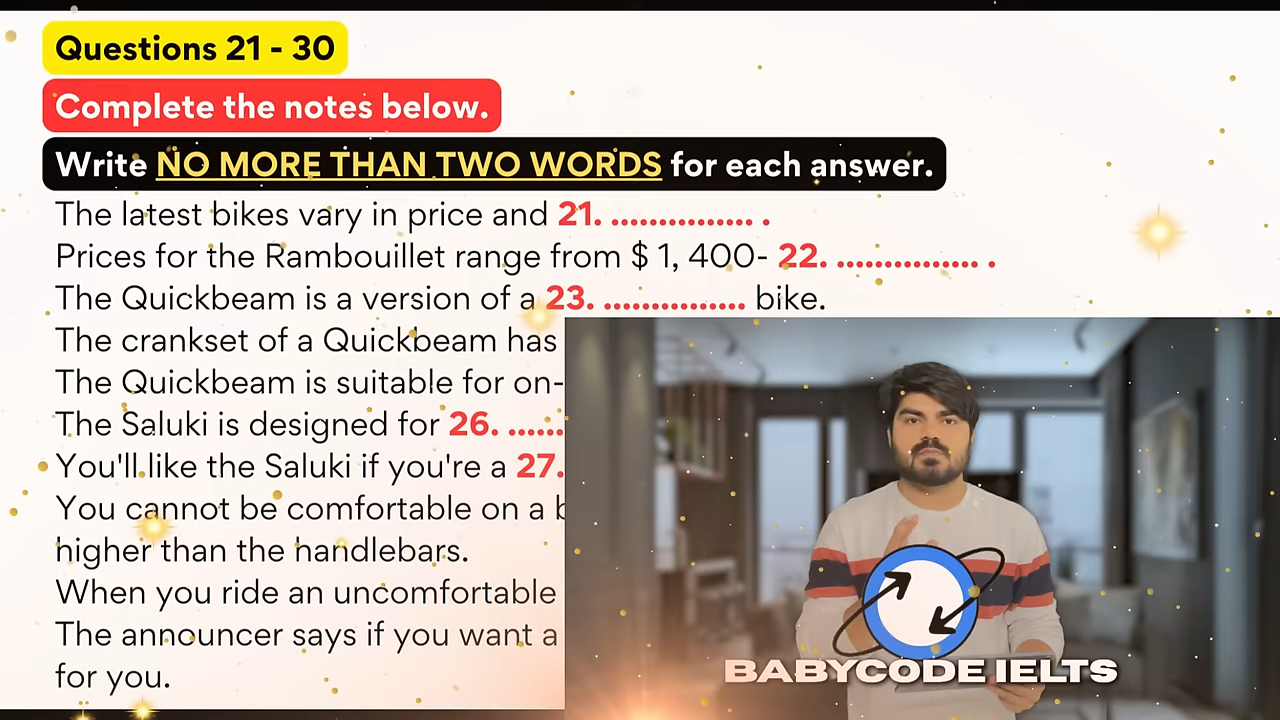 Questions 21 - 30
Complete the notes below.
Write NO MORE THAN TWO WORDS for each answer.
The latest bikes vary in price and 21. ............... .
Prices for the Rambouillet range from $ 1, 400- 22. ............... .
The Quickbeam is a version of a 23. ............... bike.
The crankset of a Quickbeam has
The Quickbeam is suitable for on-
The Saluki is designed for 26. ......
You'll like the Saluki if you're a 27.
You cannot be comfortable on a
higher than the handlebars.
When you ride an uncomfortable
The announcer says if you want a
for you.
BABYCODE IELTS